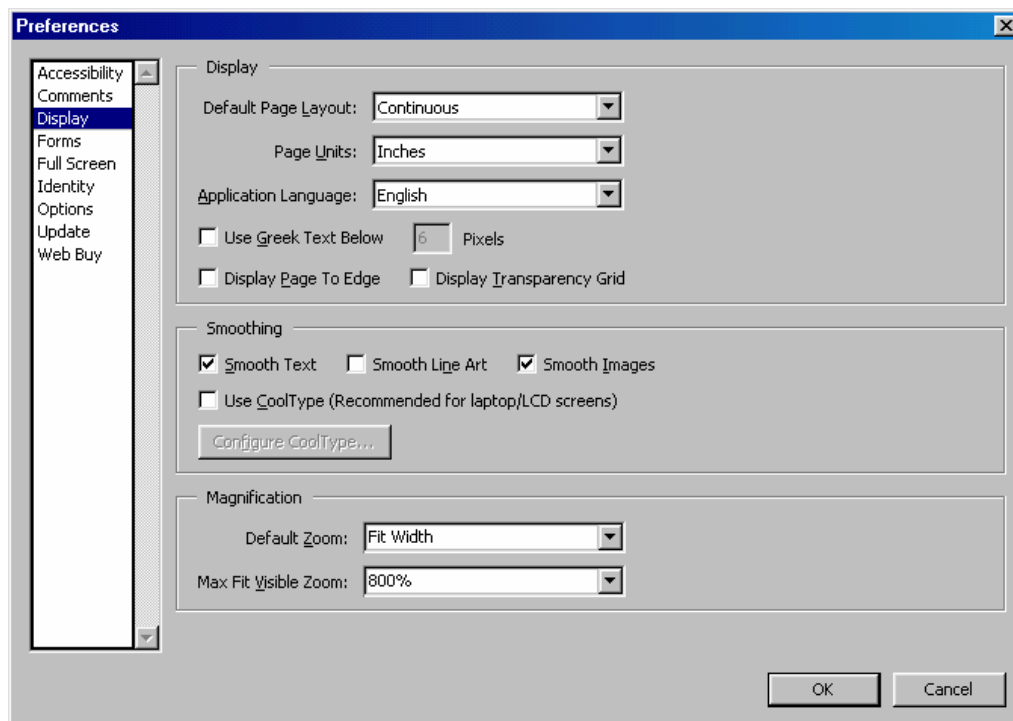 Preferences
Accessibility
Comments
Display
Forms
Full Screen
Identity
Options
Update
Web Buy
Display
Default Page Layout: Continuous
Page Units: Inches
Application Language: English
Use Greek Text Below 6 Pixels
Display Page To Edge Display Transparency Grid
Smoothing
Smooth Text Smooth Line Art Smooth Images
Use CoolType (Recommended for laptop/LCD screens)
Configure CoolType...
Magnification
Default Zoom: Fit Width
Max Fit Visible Zoom: 800%
OK Cancel